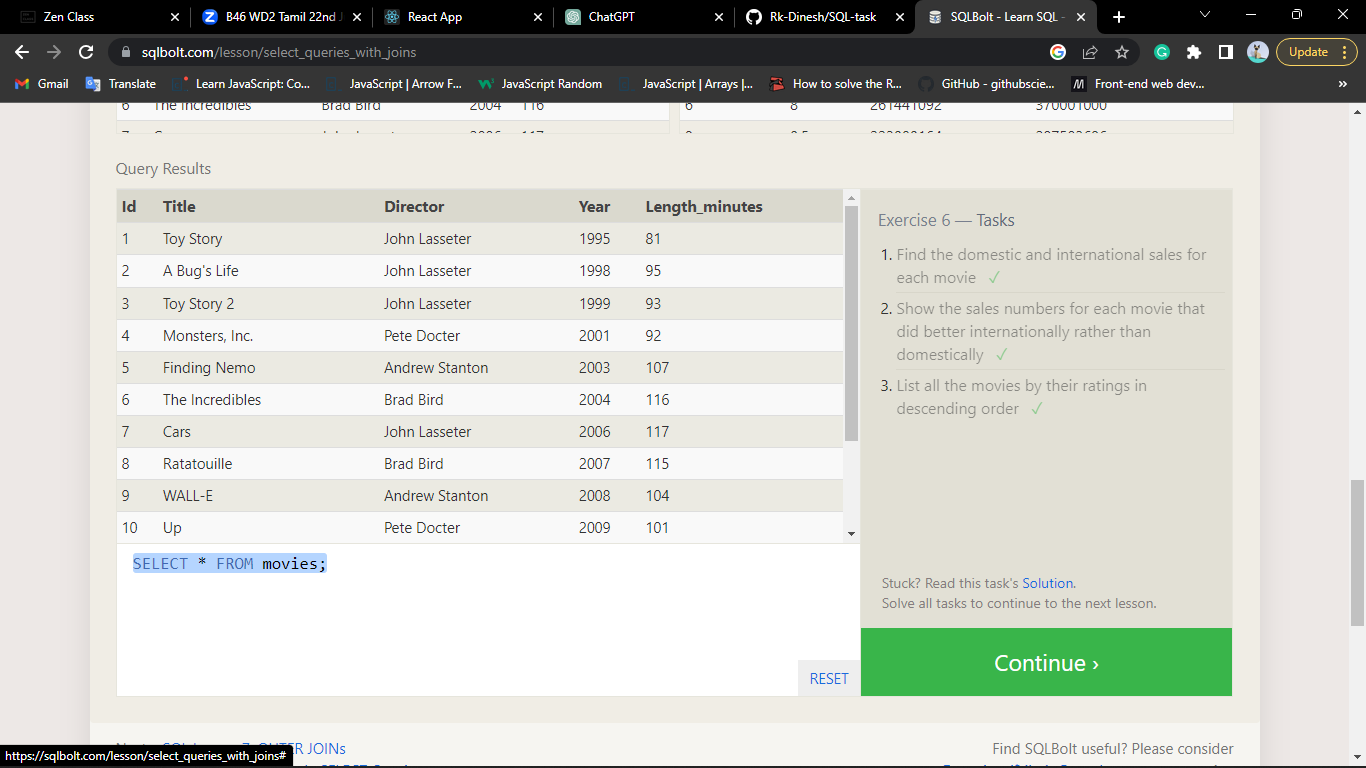 Zen Class
B46 WD2 Tamil 22nd J
React App
ChatGPT
Rk-Dinesh/SQL-task
SQLBolt - Learn SQL -
sqlbolt.com/lesson/select_queries_with_joins
Update
Gmail
Translate
Learn JavaScript: Co...
JavaScript | Arrow F...
JavaScript Random
JavaScript | Arrays |...
How to solve the R...
GitHub - githubscie...
Front-end web dev...
»
6 The Incredibles Brad Bird 2004 116
6 8 261441092 370001000
Query Results
Id Title Director Year Length_minutes
1 Toy Story John Lasseter 1995 81
2 A Bug's Life John Lasseter 1998 95
3 Toy Story 2 John Lasseter 1999 93
4 Monsters, Inc. Pete Docter 2001 92
5 Finding Nemo Andrew Stanton 2003 107
6 The Incredibles Brad Bird 2004 116
7 Cars John Lasseter 2006 117
8 Ratatouille Brad Bird 2007 115
9 WALL-E Andrew Stanton 2008 104
10 Up Pete Docter 2009 101
SELECT * FROM movies;
RESET
Exercise 6 — Tasks
1. Find the domestic and international sales for
each movie ✓
2. Show the sales numbers for each movie that
did better internationally rather than
domestically ✓
3. List all the movies by their ratings in
descending order ✓
Stuck? Read this task's Solution.
Solve all tasks to continue to the next lesson.
Continue ›
OUTER JOINs
Find SQLBolt useful? Please consider
https://sqlbolt.com/lesson/select_queries_with_joins#